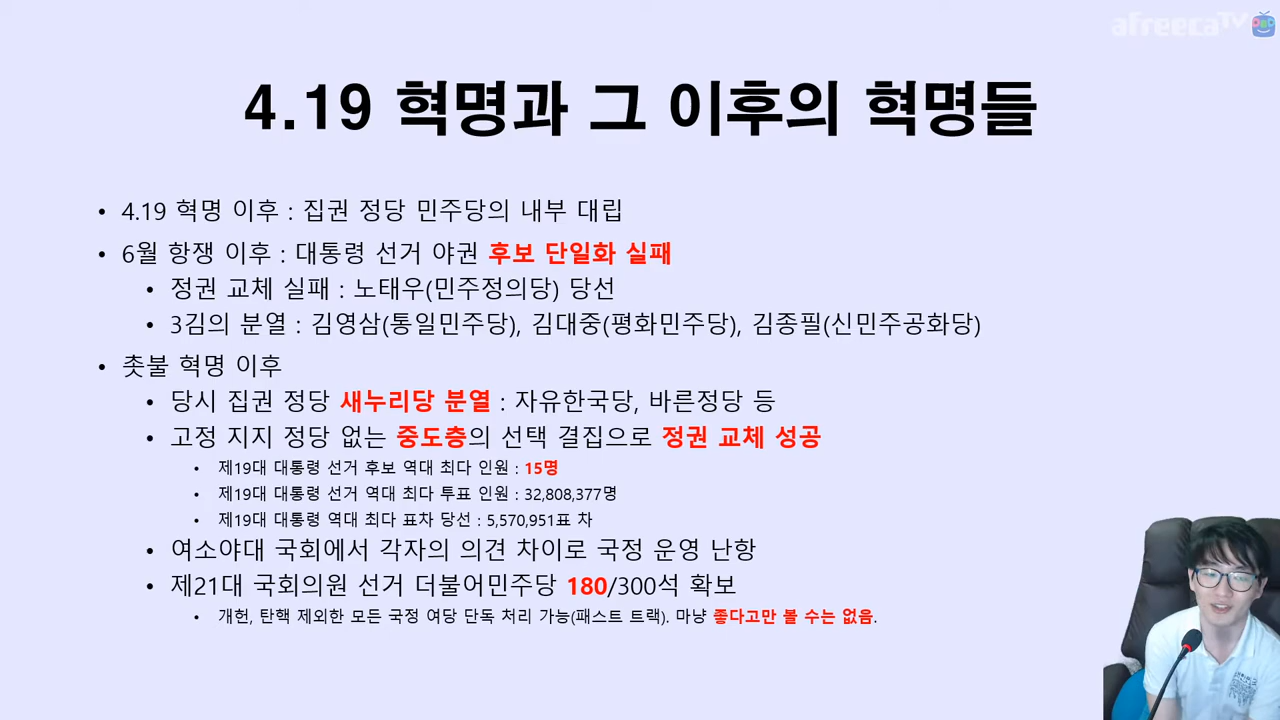 afreecaTV
4.19 혁명과 그 이후의 혁명들
• 4.19 혁명 이후 : 집권 정당 민주당의 내부 대립
• 6월 항쟁 이후 : 대통령 선거 야권 후보 단일화 실패
• 정권 교체 실패 : 노태우(민주정의당) 당선
• 3김의 분열 : 김영삼(통일민주당), 김대중(평화민주당), 김종필(신민주공화당)
• 촛불 혁명 이후
• 당시 집권 정당 새누리당 분열 : 자유한국당, 바른정당 등
• 고정 지지 정당 없는 중도층의 선택 결집으로 정권 교체 성공
• 제19대 대통령 선거 후보 역대 최다 인원 : 15명
• 제19대 대통령 선거 역대 최다 투표 인원 : 32,808,377명
• 제19대 대통령 역대 최다 표차 당선 : 5,570,951표 차
• 여소야대 국회에서 각자의 의견 차이로 국정 운영 난항
• 제21대 국회의원 선거 더불어민주당 180/300석 확보
• 개헌, 탄핵 제외한 모든 국정 여당 단독 처리 가능(패스트 트랙). 마냥 좋다고만 볼 수는 없음.